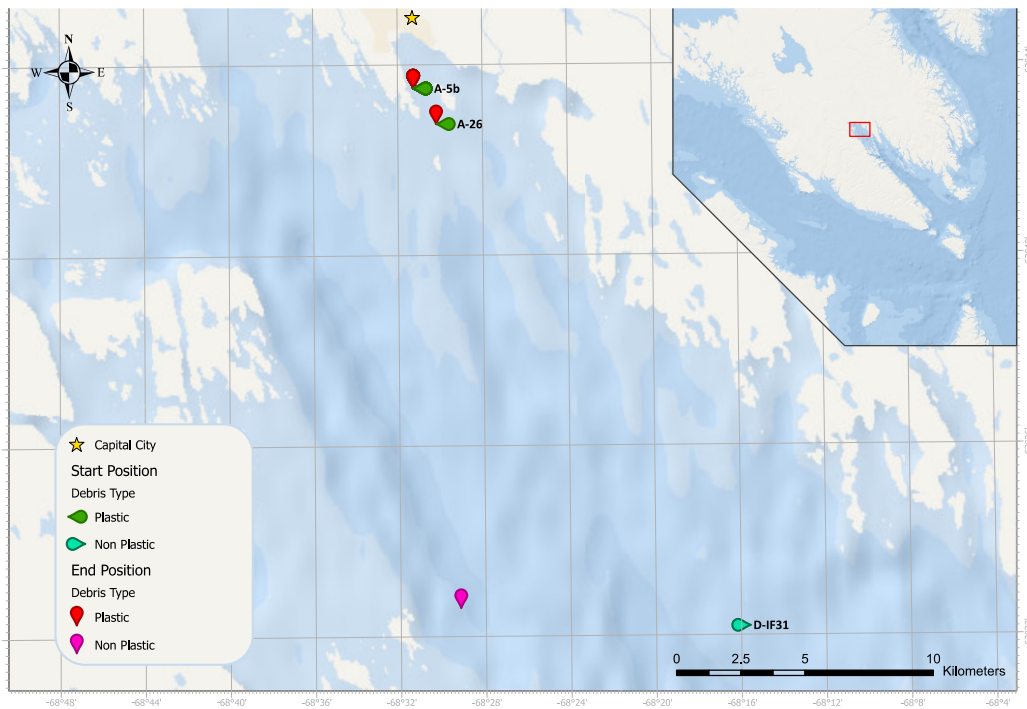 N
W
E
S
A-5b
A-26
Capital City
Start Position
Debris Type
Plastic
Non Plastic
End Position
Debris Type
Plastic
Non Plastic
D-IF31
0 2.5 5 10
Kilometers
-68°48' -68°44' -68°40' -68°36' -68°32' -68°28' -68°24' -68°20' -68°16' -68°12' -68°8' -68°4'